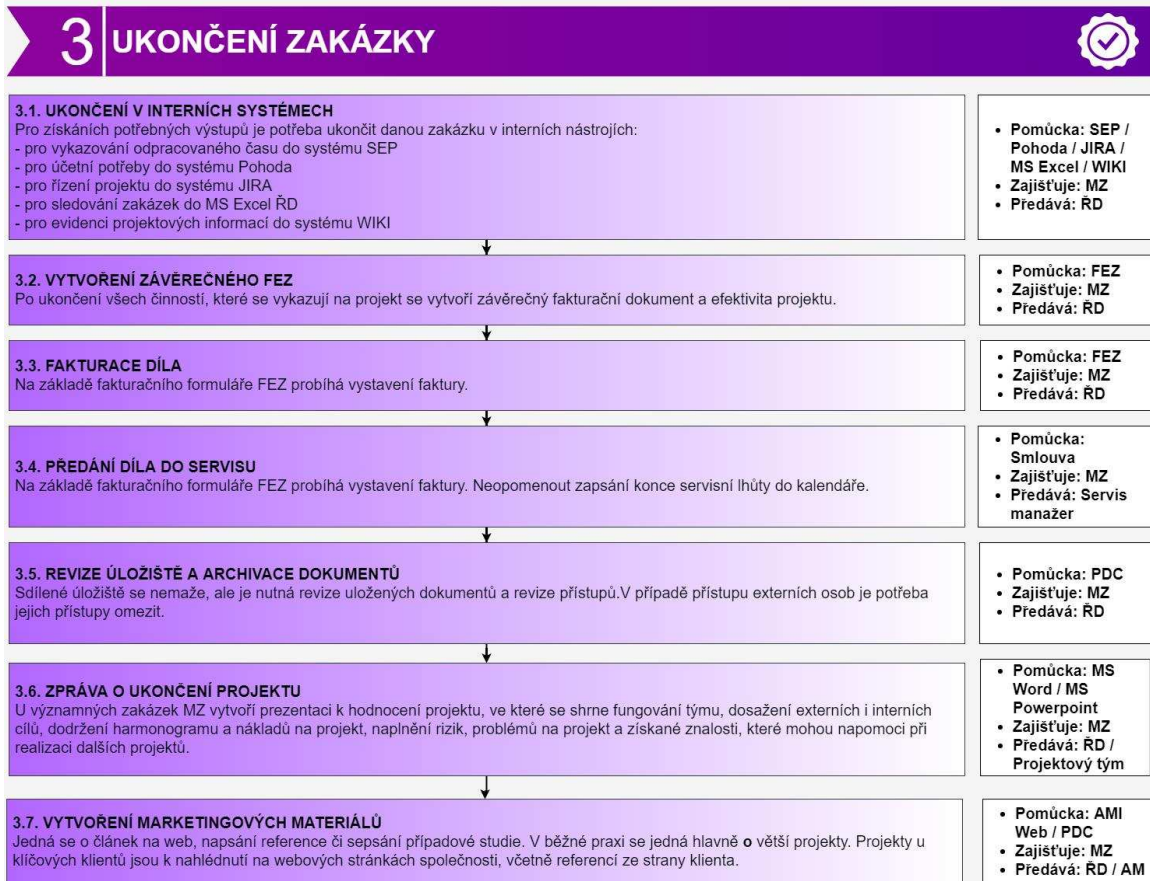 3 UKONČENÍ ZAKÁZKY
3.1. UKONČENÍ V INTERNÍCH SYSTÉMECH
Pro získáních potřebných výstupů je potřeba ukončit danou zakázku v interních nástrojích:
- pro vykazování odpracovaného času do systému SEP
- pro účetní potřeby do systému Pohoda
- pro řízení projektu do systému JIRA
- pro sledování zakázek do MS Excel ŘD
- pro evidenci projektových informací do systému WIKI
• Pomůcka: SEP /
Pohoda / JIRA /
MS Excel / WIKI
• Zajišťuje: MZ
• Předává: ŘD
3.2. VYTVOŘENÍ ZÁVĚREČNÉHO FEZ
Po ukončení všech činností, které se vykazují na projekt se vytvoří závěrečný fakturační dokument a efektivita projektu.
• Pomůcka: FEZ
• Zajišťuje: MZ
• Předává: ŘD
3.3. FAKTURACE DÍLA
Na základě fakturačního formuláře FEZ probíhá vystavení faktury.
• Pomůcka: FEZ
• Zajišťuje: MZ
• Předává: ŘD
3.4. PŘEDÁNÍ DÍLA DO SERVISU
Na základě fakturačního formuláře FEZ probíhá vystavení faktury. Neopomenout zapsání konce servisní lhůty do kalendáře.
• Pomůcka:
Smlouva
• Zajišťuje: MZ
• Předává: Servis
manažer
3.5. REVIZE ÚLOŽIŠTĚ A ARCHIVACE DOKUMENTŮ
Sdílené úložiště se nemaže, ale je nutná revize uložených dokumentů a revize přístupů.V případě přístupu externích osob je potřeba
jejich přístupy omezit.
• Pomůcka: PDC
• Zajišťuje: MZ
• Předává: ŘD
3.6. ZPRÁVA O UKONČENÍ PROJEKTU
U významných zakázek MZ vytvoří prezentaci k hodnocení projektu, ve které se shrne fungování týmu, dosažení externích i interních
cílů, dodržení harmonogramu a nákladů na projekt, naplnění rizik, problémů na projekt a získané znalosti, které mohou napomoci při
realizaci dalších projektů.
• Pomůcka: MS
Word / MS
Powerpoint
• Zajišťuje: MZ
• Předává: ŘD /
Projektový tým
3.7. VYTVOŘENÍ MARKETINGOVÝCH MATERIÁLŮ
Jedná se o článek na web, napsání reference či sepsání případové studie. V běžné praxi se jedná hlavně o větší projekty. Projekty u
klíčových klientů jsou k nahlédnutí na webových stránkách společnosti, včetně referencí ze strany klienta.
• Pomůcka: AMI
Web / PDC
• Zajišťuje: MZ
• Předává: ŘD / AM